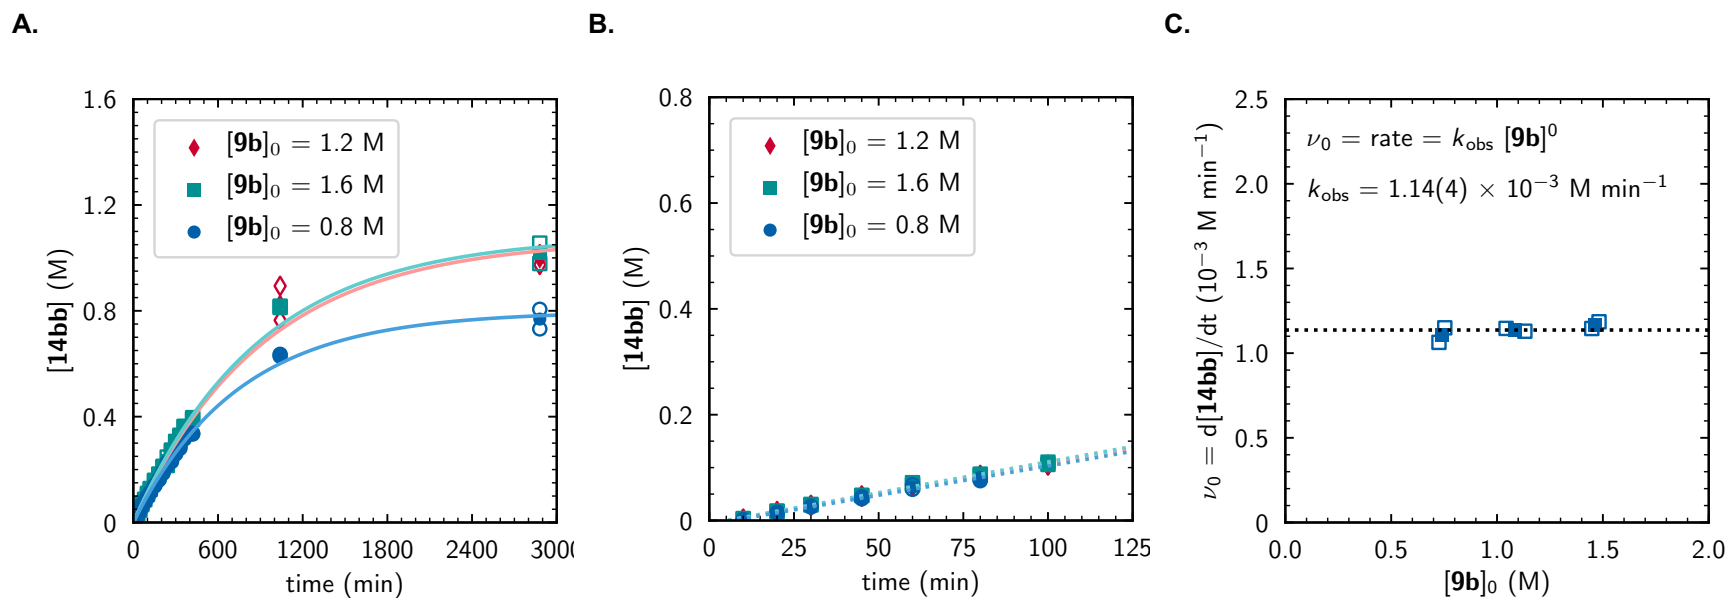 A.
B.
C.
[14bb] (M)
1.6
1.2
0.8
0.4
0
[9b]₀ = 1.2 M
[9b]₀ = 1.6 M
[9b]₀ = 0.8 M
0 600 1200 1800 2400 3000
time (min)
[14bb] (M)
0.8
0.6
0.4
0.2
0
[9b]₀ = 1.2 M
[9b]₀ = 1.6 M
[9b]₀ = 0.8 M
0 25 50 75 100 125
time (min)
ν₀ = d[14bb]/dt (10⁻³ M min⁻¹)
2.5
2.0
1.5
1.0
0.5
0
ν₀ = rate = k_obs [9b]⁰
k_obs = 1.14(4) × 10⁻³ M min⁻¹
0.0 0.5 1.0 1.5 2.0
[9b]₀ (M)